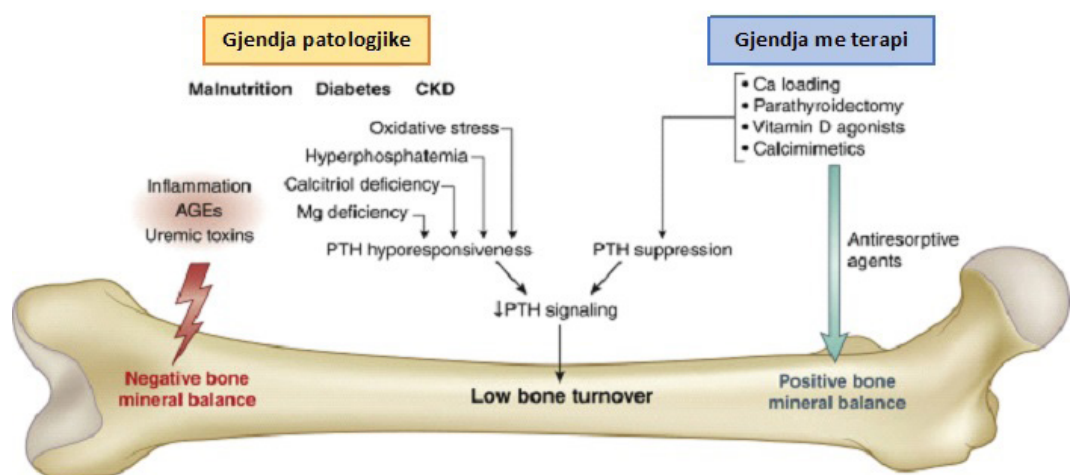 Gjendja patologjike
Gjendja me terapi
Malnutrition Diabetes CKD
• Ca loading
• Parathyroidectomy
• Vitamin D agonists
• Calcimimetics
Oxidative stress
Hyperphosphatemia
Calcitriol deficiency
Mg deficiency
Inflammation
AGEs
Uremic toxins
PTH hyporesponsiveness
PTH suppression
Antiresorptive
agents
↓PTH signaling
Negative bone
mineral balance
Low bone turnover
Positive bone
mineral balance